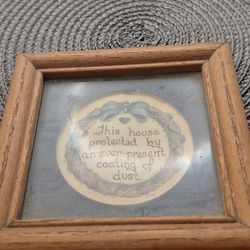 This house
protected by
an ever-present
coating of
dust.